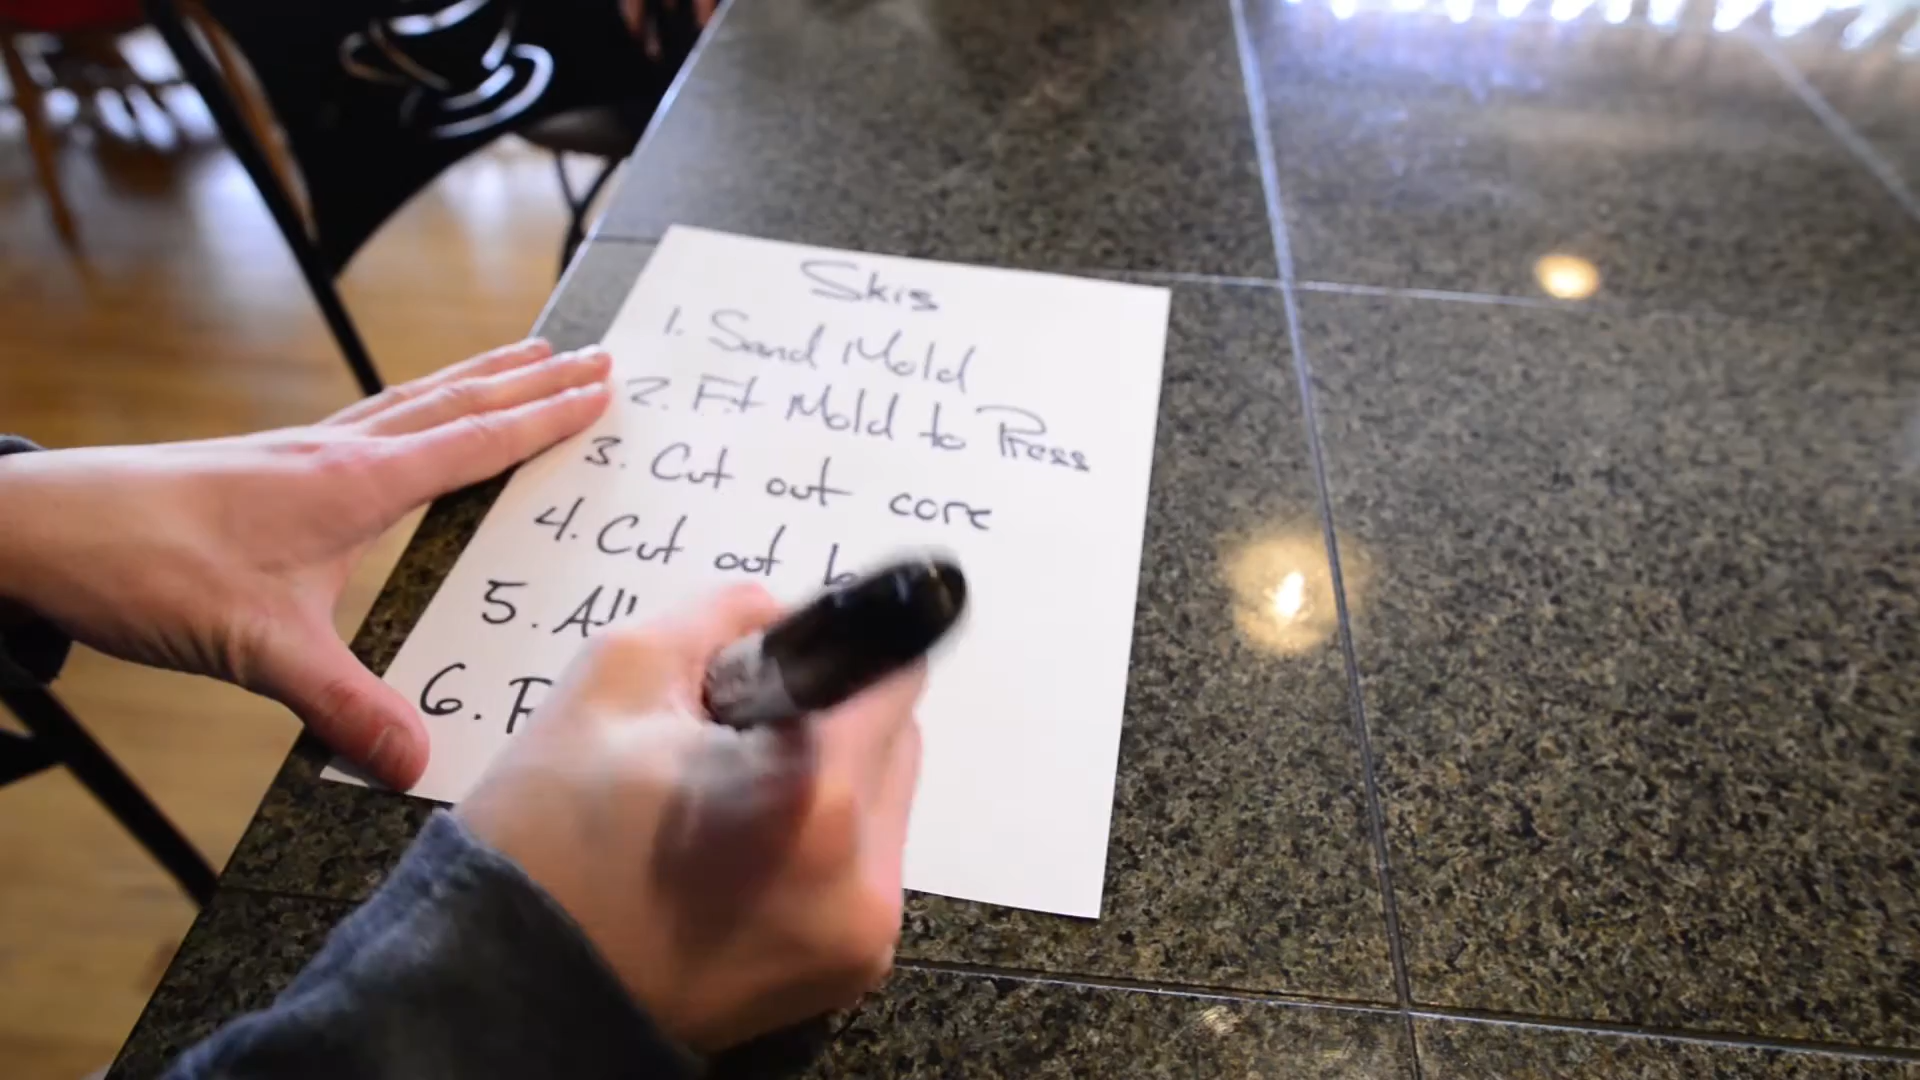 Skis
1. Sand Mold
2. Fit Mold to Press
3. Cut out core
4. Cut out
5.
6.